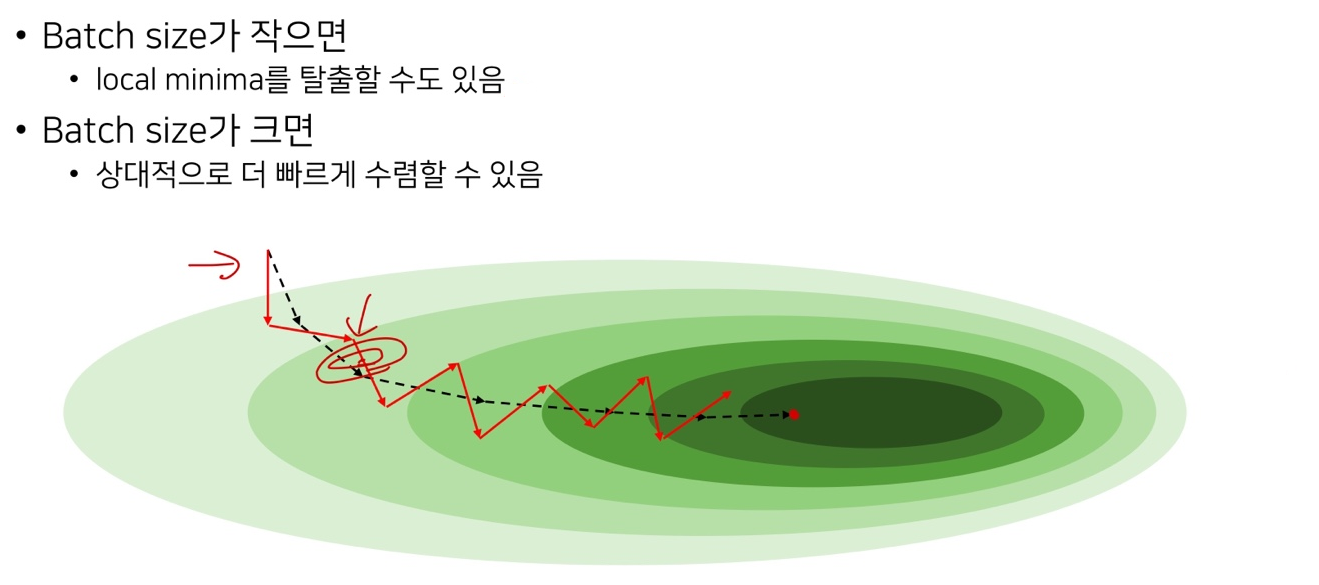 • Batch size가 작으면
• local minima를 탈출할 수도 있음
• Batch size가 크면
• 상대적으로 더 빠르게 수렴할 수 있음